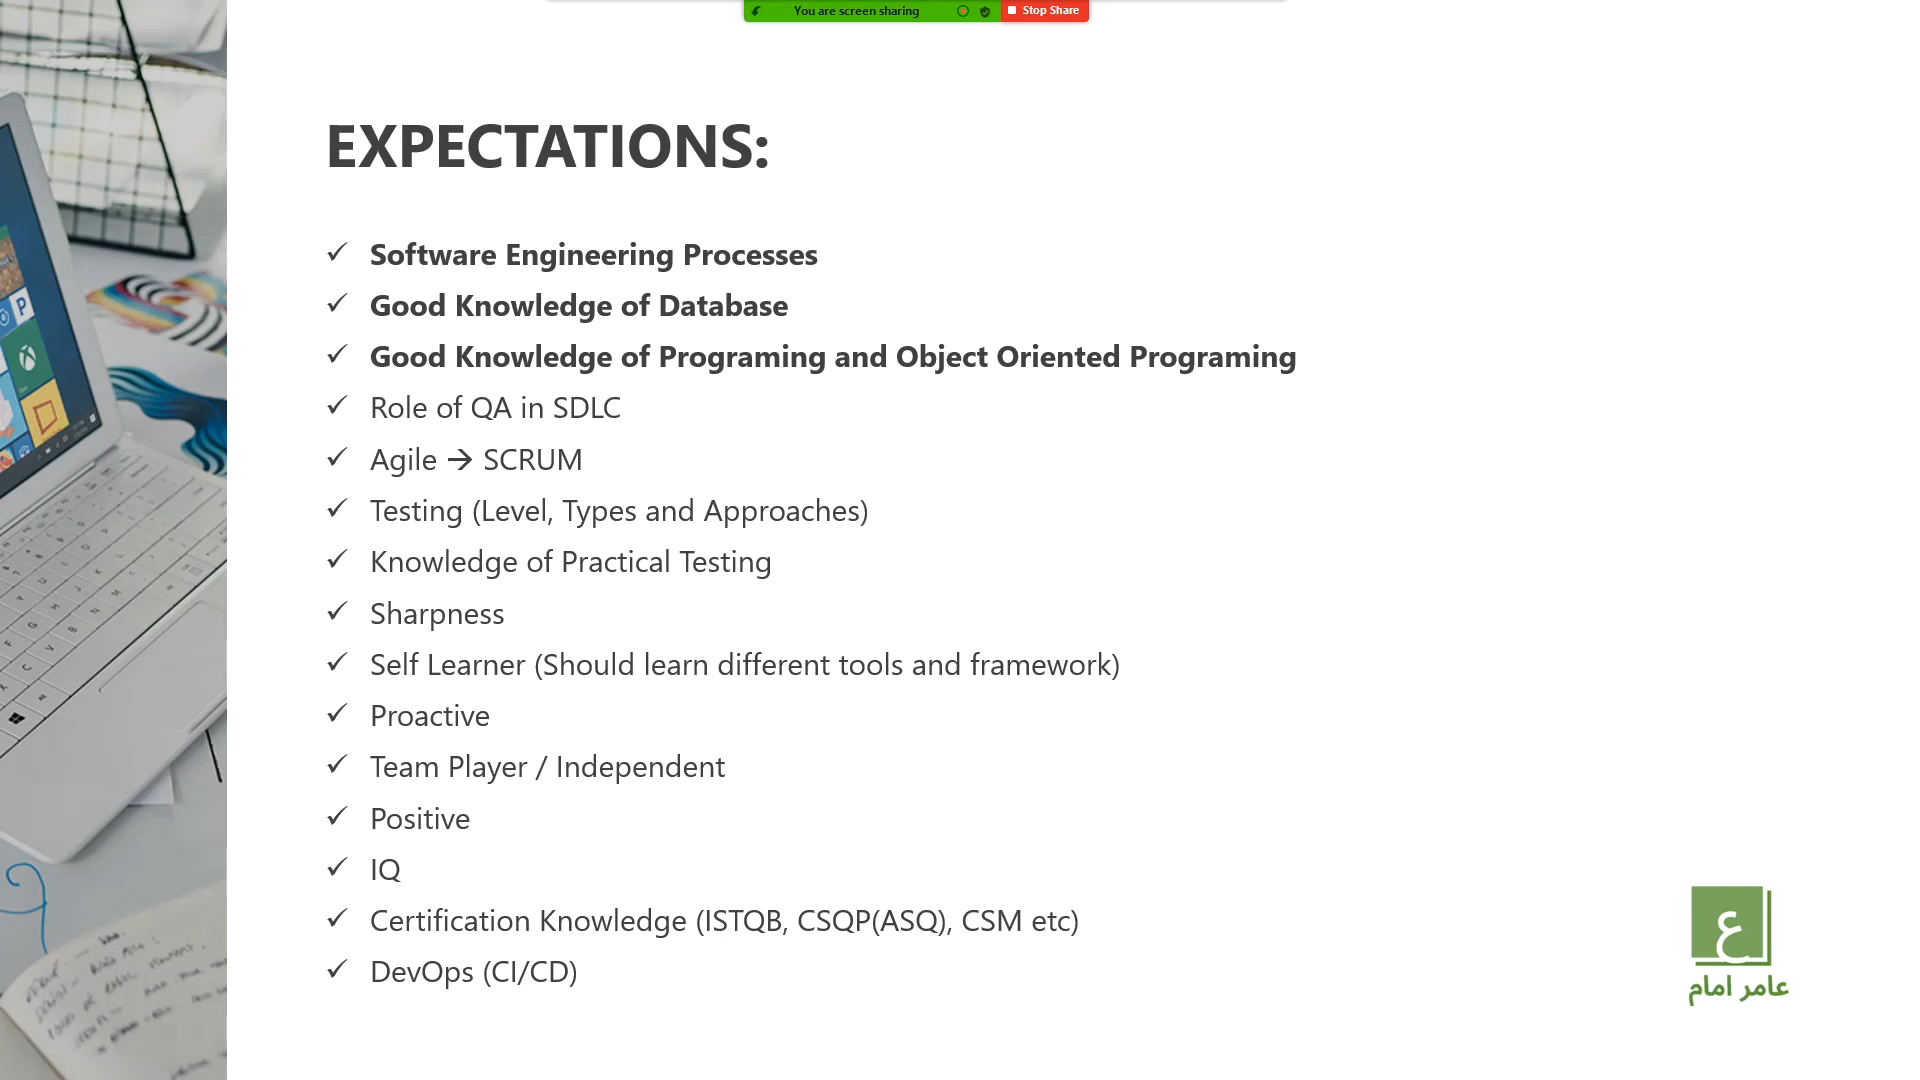 You are screen sharing
Stop Share
EXPECTATIONS:
✓ Software Engineering Processes
✓ Good Knowledge of Database
✓ Good Knowledge of Programing and Object Oriented Programing
✓ Role of QA in SDLC
✓ Agile → SCRUM
✓ Testing (Level, Types and Approaches)
✓ Knowledge of Practical Testing
✓ Sharpness
✓ Self Learner (Should learn different tools and framework)
✓ Proactive
✓ Team Player / Independent
✓ Positive
✓ IQ
✓ Certification Knowledge (ISTQB, CSQP(ASQ), CSM etc)
✓ DevOps (CI/CD)
ع
عامر امام